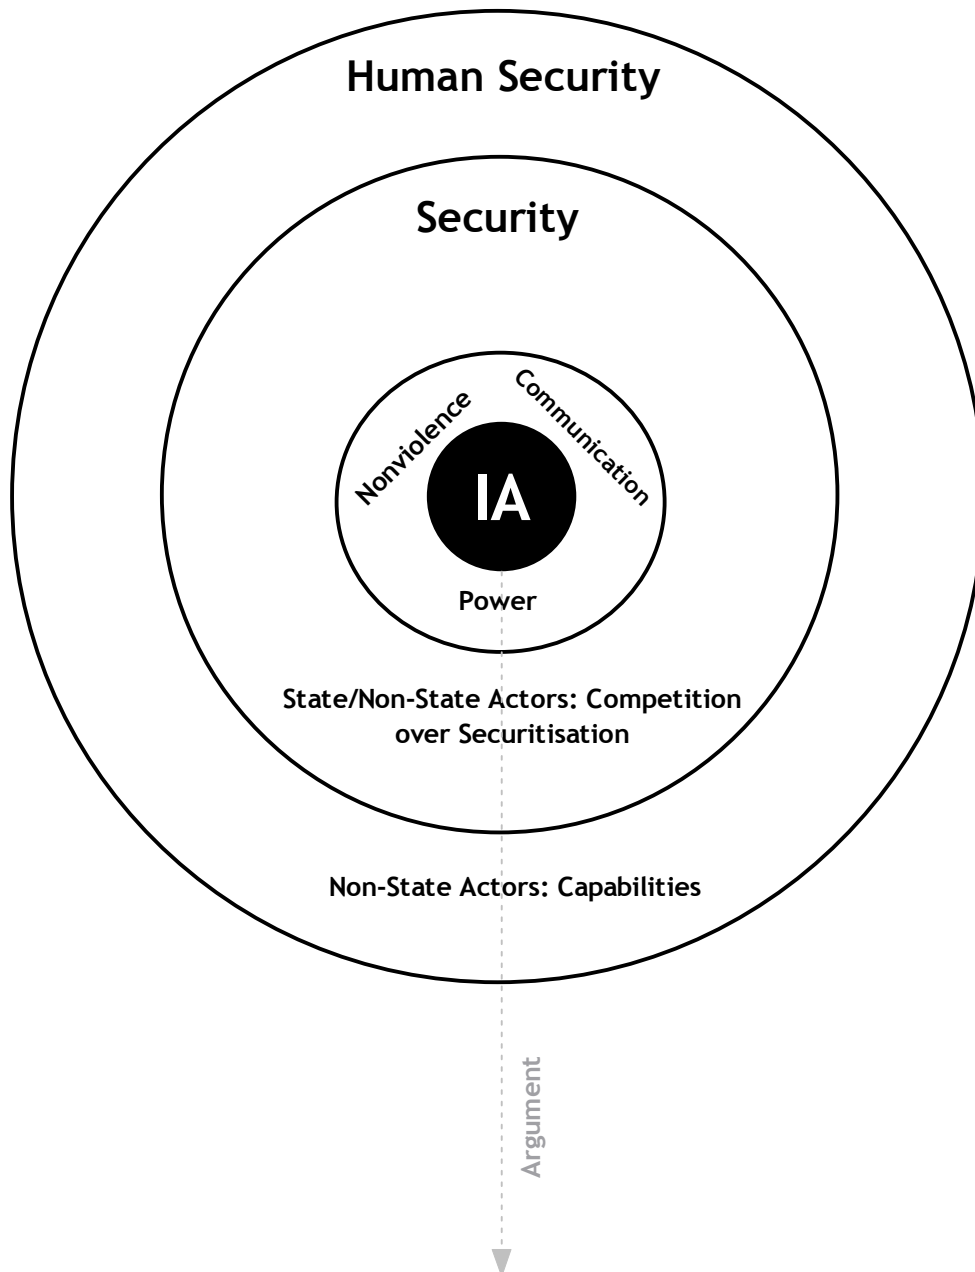 Human Security
Security
Nonviolence
Communication
IA
Power
State/Non-State Actors: Competition
over Securitisation
Non-State Actors: Capabilities
Argument